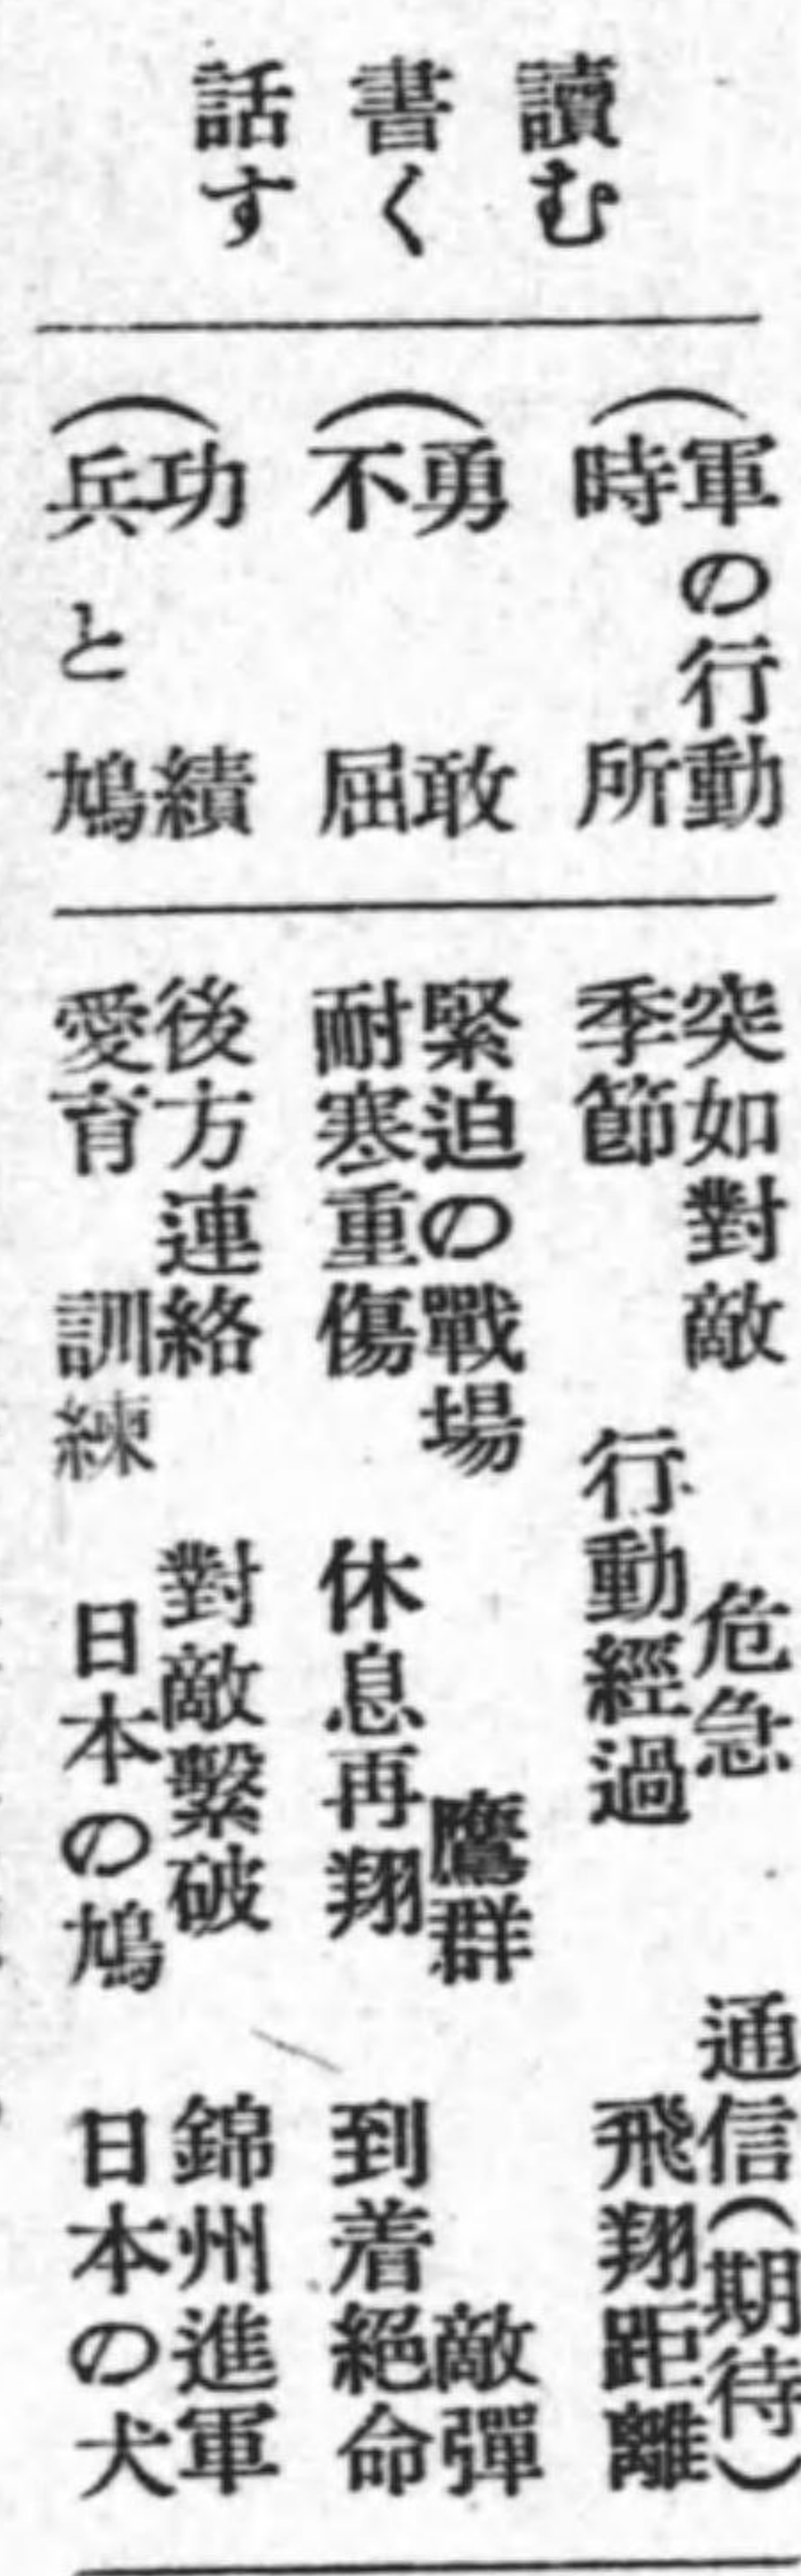 讀む
書く
話す
軍の行動
時所
勇敢
不屈
功績
兵と鳩
突如對敵 危急 通信(期待)
季節 行動經過 飛翔距離
緊迫の戰場 鷹群 敵彈
耐寒重傷 休息再翔 到着絕命
後方連絡 對敵繫破 錦州進軍
愛育 訓練 日本の鳩 日本の犬